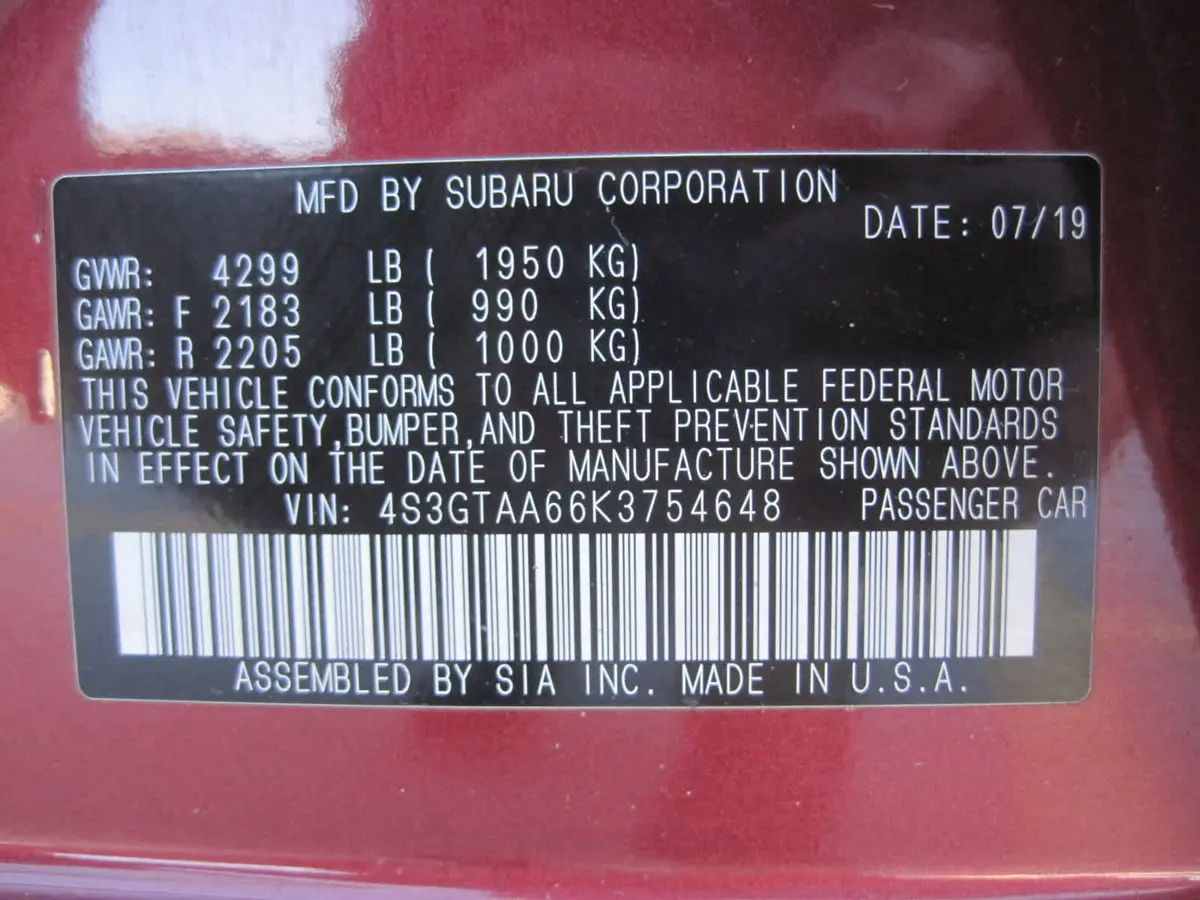 MFD BY SUBARU CORPORATION
DATE: 07/19
GVWR: 4299 LB ( 1950 KG)
GAWR: F 2183 LB ( 990 KG)
GAWR: R 2205 LB ( 1000 KG)
THIS VEHICLE CONFORMS TO ALL APPLICABLE FEDERAL MOTOR
VEHICLE SAFETY,BUMPER,AND THEFT PREVENTION STANDARDS
IN EFFECT ON THE DATE OF MANUFACTURE SHOWN ABOVE.
VIN: 4S3GTAA66K3754648 PASSENGER CAR
ASSEMBLED BY SIA INC. MADE IN U.S.A.